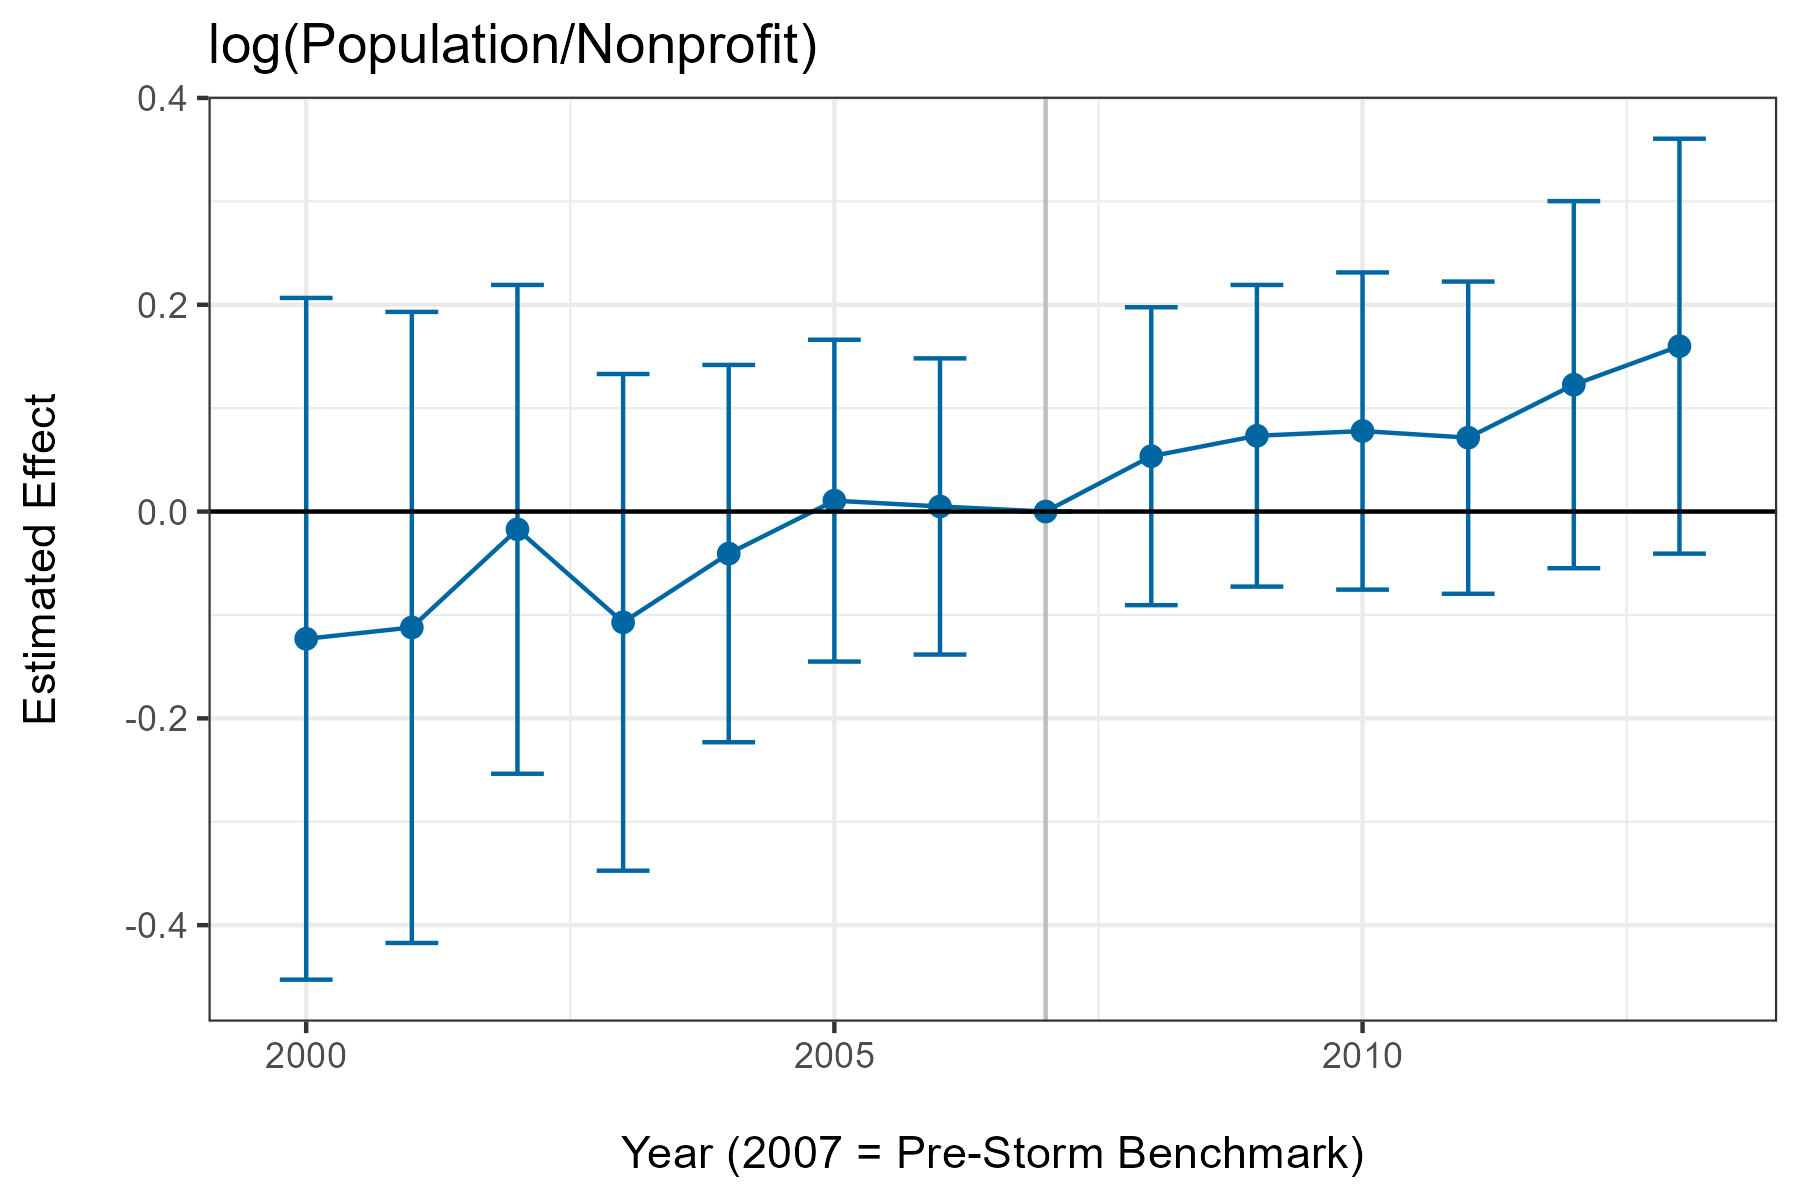 log(Population/Nonprofit)
0.4
0.2
0.0
-0.2
-0.4
Estimated Effect
2000 2005 2010
Year (2007 = Pre-Storm Benchmark)